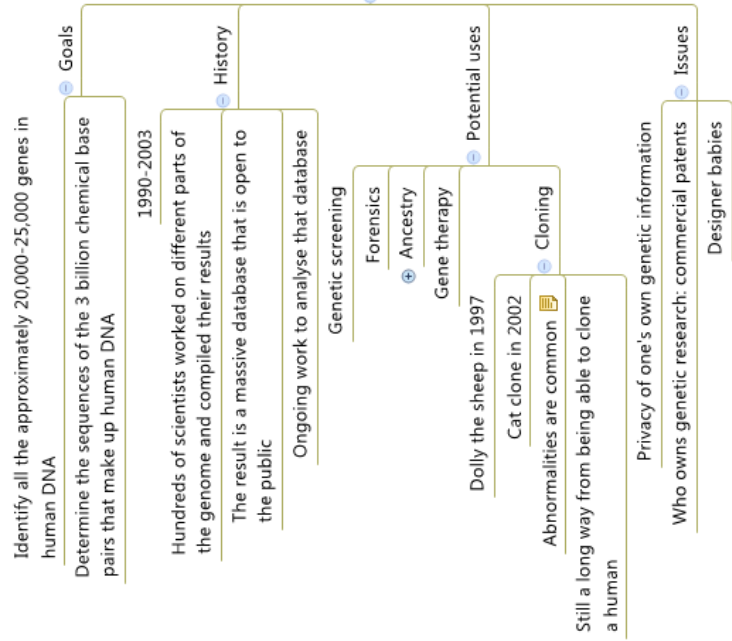 Goals
Identify all the approximately 20,000-25,000 genes in
human DNA
Determine the sequences of the 3 billion chemical base
pairs that make up human DNA
History
1990-2003
Hundreds of scientists worked on different parts of
the genome and compiled their results
The result is a massive database that is open to
the public
Ongoing work to analyse that database
Potential uses
Genetic screening
Forensics
Ancestry
Gene therapy
Cloning
Dolly the sheep in 1997
Cat clone in 2002
Abnormalities are common
Still a long way from being able to clone
a human
Issues
Privacy of one's own genetic information
Who owns genetic research: commercial patents
Designer babies